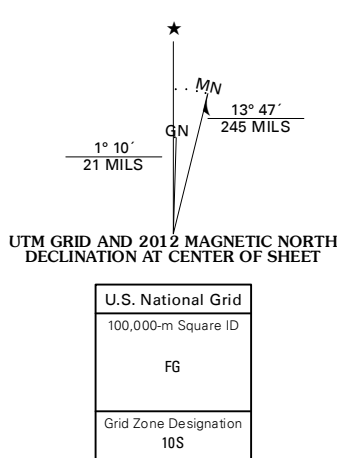 ★
MN
13° 47´
245 MILS
GN
1° 10´
21 MILS
UTM GRID AND 2012 MAGNETIC NORTH
DECLINATION AT CENTER OF SHEET
U.S. National Grid
100,000-m Square ID
FG
Grid Zone Designation
10S